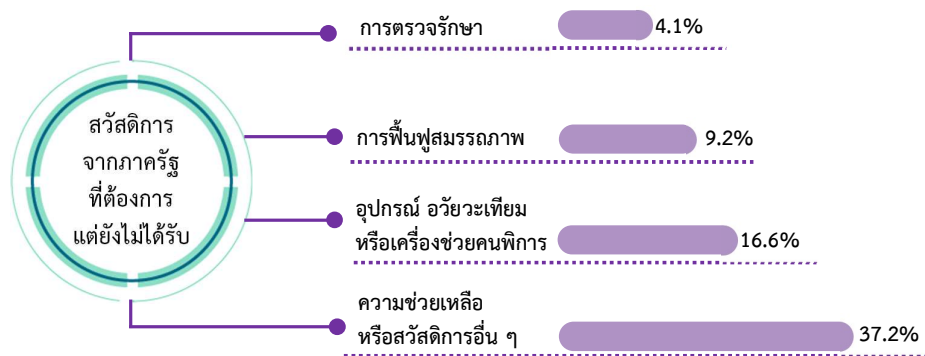 สวัสดิการ
จากภาครัฐ
ที่ต้องการ
แต่ยังไม่ได้รับ
การตรวจรักษา 4.1%
การฟื้นฟูสมรรถภาพ 9.2%
อุปกรณ์ อวัยวะเทียม
หรือเครื่องช่วยคนพิการ 16.6%
ความช่วยเหลือ
หรือสวัสดิการอื่น ๆ 37.2%